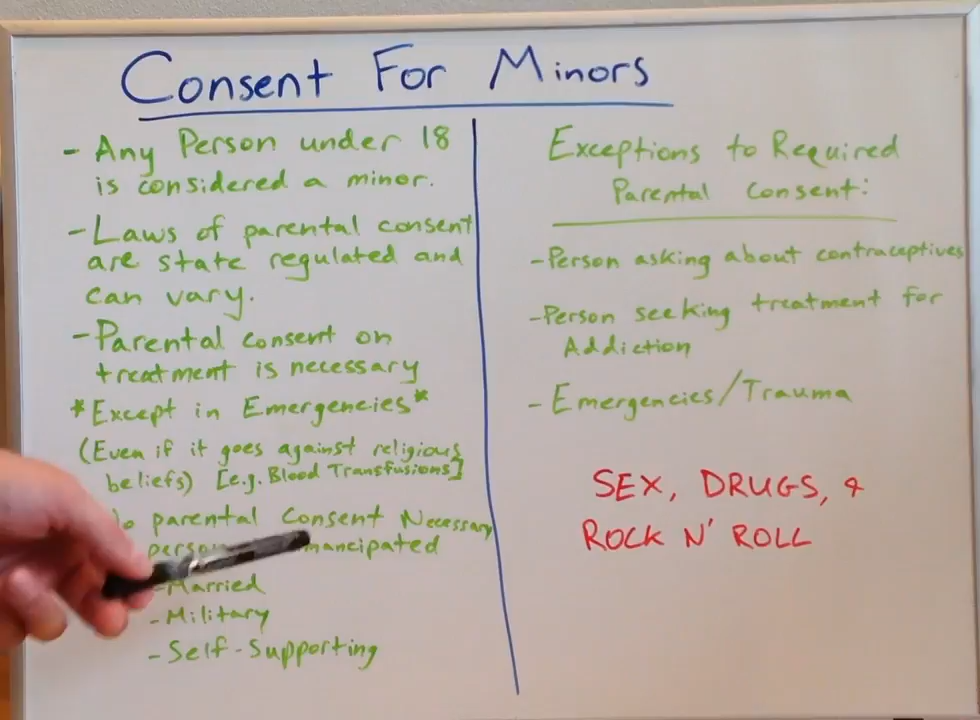 Consent For Minors
- Any Person under 18
is considered a minor.
- Laws of parental consent
are state regulated and
can vary.
- Parental consent on
treatment is necessary
*Except in Emergencies*
(Even if it goes against religious
beliefs) [e.g. Blood Transfusions]
parental Consent Necessary
- Married
- Military
- Self-Supporting
Exceptions to Required
Parental Consent:
- Person asking about contraceptives
- Person seeking treatment for
Addiction
- Emergencies/Trauma
SEX, DRUGS, &
ROCK N' ROLL